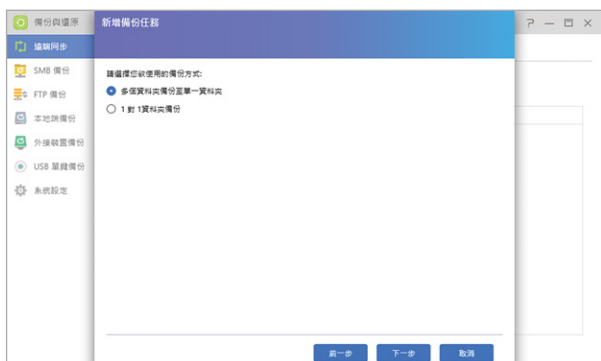 備份與還原
新增備份任務
遠端同步
SMB 備份
FTP 備份
本地端備份
外接裝置備份
USB 單鍵備份
系統設定
請選擇您欲使用的備份方式:
多個資料夾備份至單一資料夾
1 對 1資料夾備份
前一步
下一步
取消